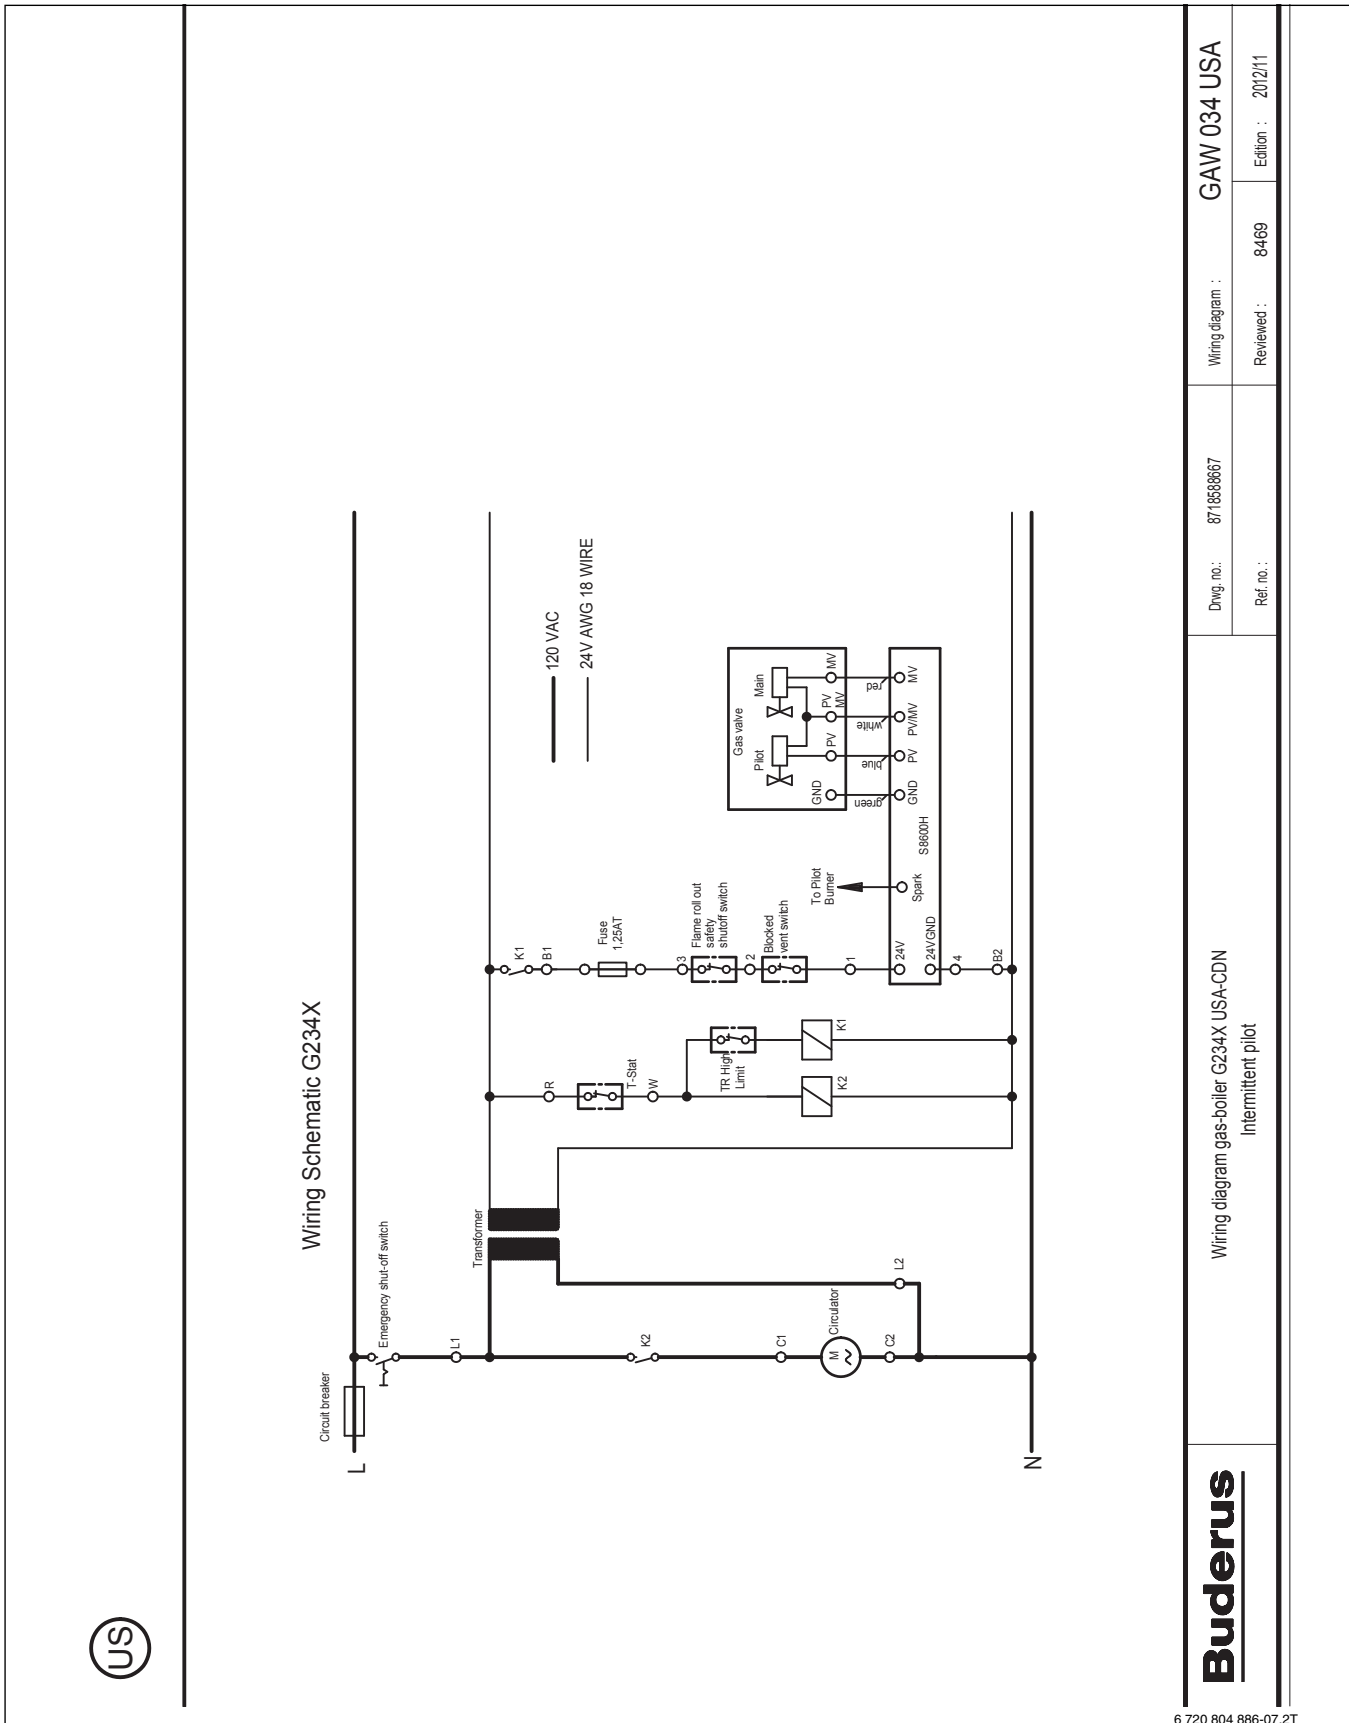 US
Wiring Schematic G234X
Circuit breaker
Emergency shut-off switch
L
L1
Transformer
K2
C1
Circulator
M
C2
L2
N
R
T-Stat
W
TR High
Limit
K2
K1
K1
B1
Fuse
1,25AT
3
Flame roll out
safety
shutoff switch
2
Blocked
vent switch
1
24V
24VGND
4
B2
To Pilot
Burner
Spark
S8600H
Gas valve
Pilot
Main
GND
PV
PV
MV
MV
green
blue
white
red
GND
PV
PV/MV
MV
120 VAC
24V AWG 18 WIRE
Buderus
Wiring diagram gas-boiler G234X USA-CDN
Intermittent pilot
Drwg. no.: 8718588667
Ref. no. :
Wiring diagram : GAW 034 USA
Reviewed : 8469
Edition : 2012/11
6 720 804 886-07.2T